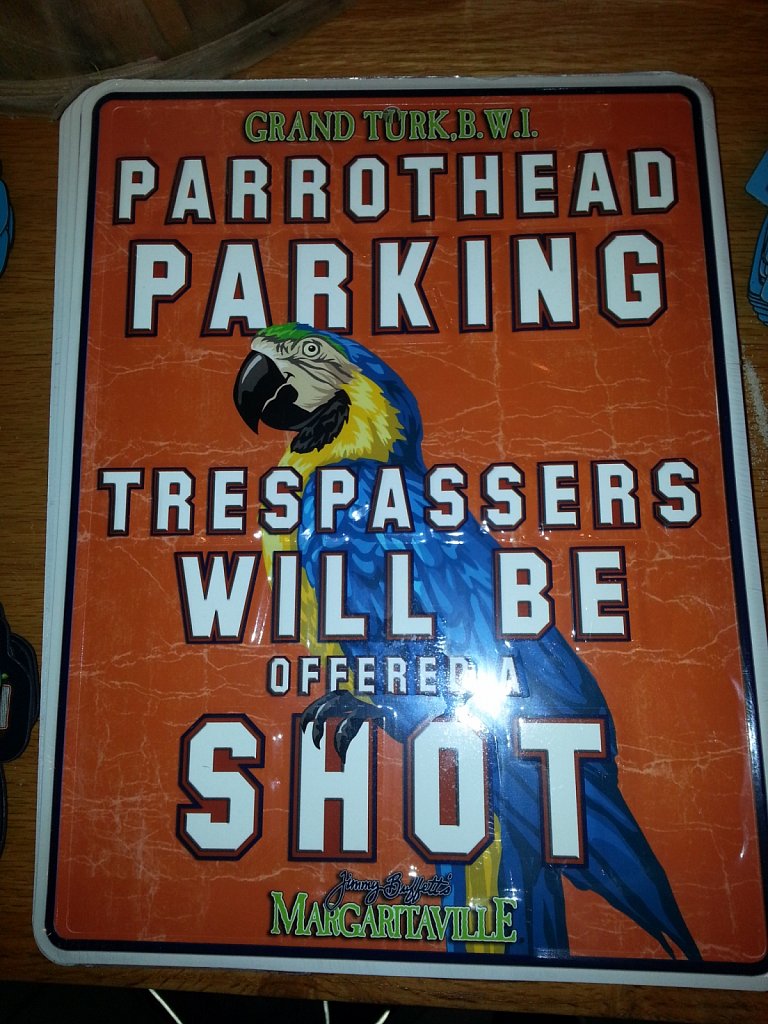 GRAND TURK, B.W.I.
PARROTHEAD
PARKING
TRESPASSERS
WILL BE
OFFERED A
SHOT
Jimmy Buffett's
MARGARITAVILLE